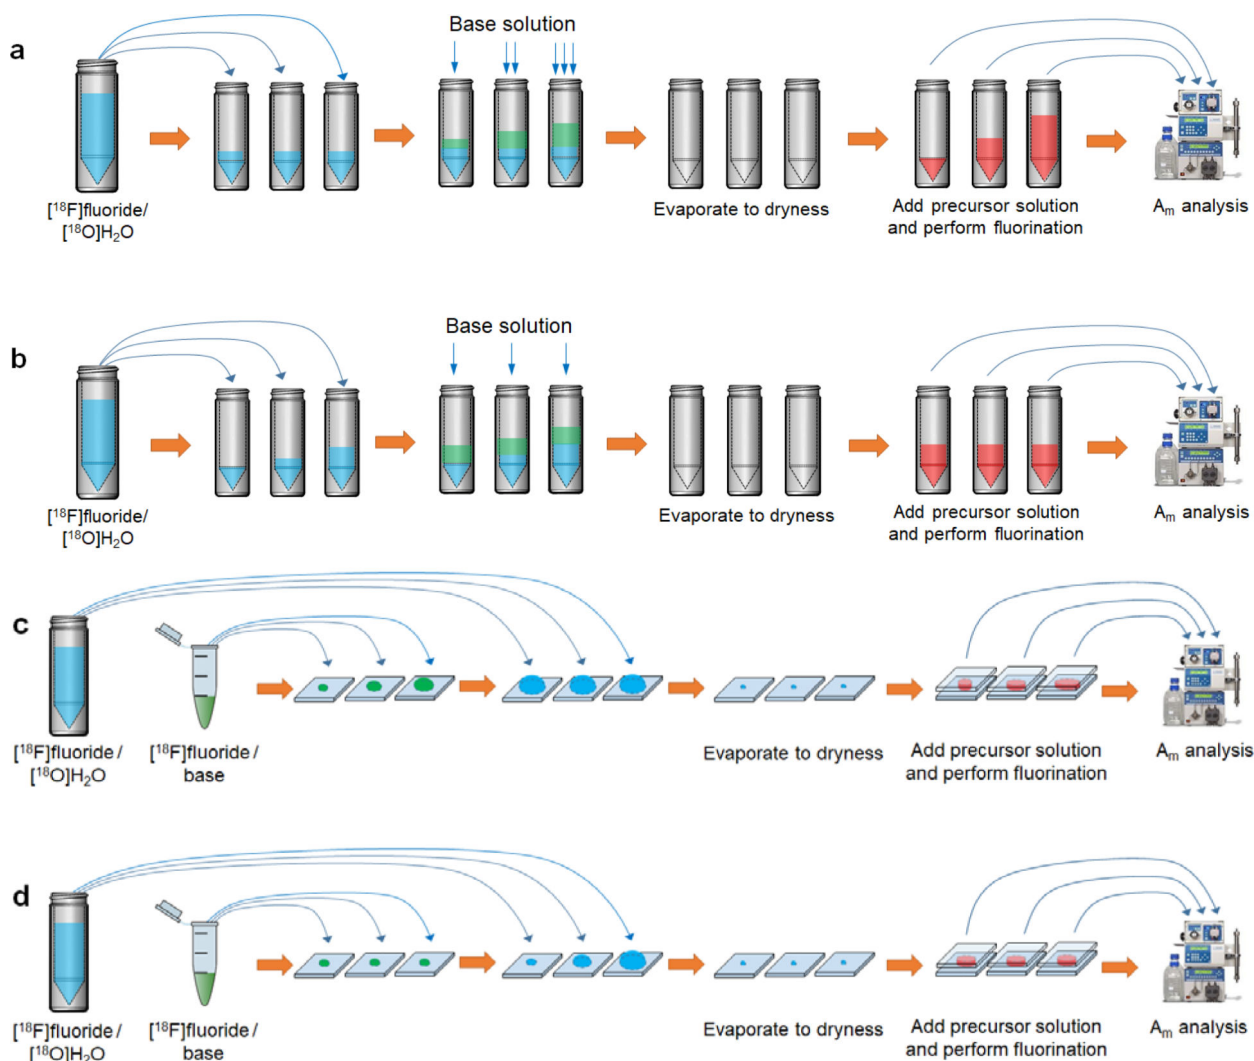 a
Base solution
[¹⁸F]fluoride/
[¹⁸O]H₂O
Evaporate to dryness
Add precursor solution
and perform fluorination
Aₘ analysis
b
Base solution
[¹⁸F]fluoride/
[¹⁸O]H₂O
Evaporate to dryness
Add precursor solution
and perform fluorination
Aₘ analysis
c
[¹⁸F]fluoride /
[¹⁸O]H₂O
[¹⁸F]fluoride /
base
Evaporate to dryness
Add precursor solution
and perform fluorination
Aₘ analysis
d
[¹⁸F]fluoride /
[¹⁸O]H₂O
[¹⁸F]fluoride /
base
Evaporate to dryness
Add precursor solution
and perform fluorination
Aₘ analysis